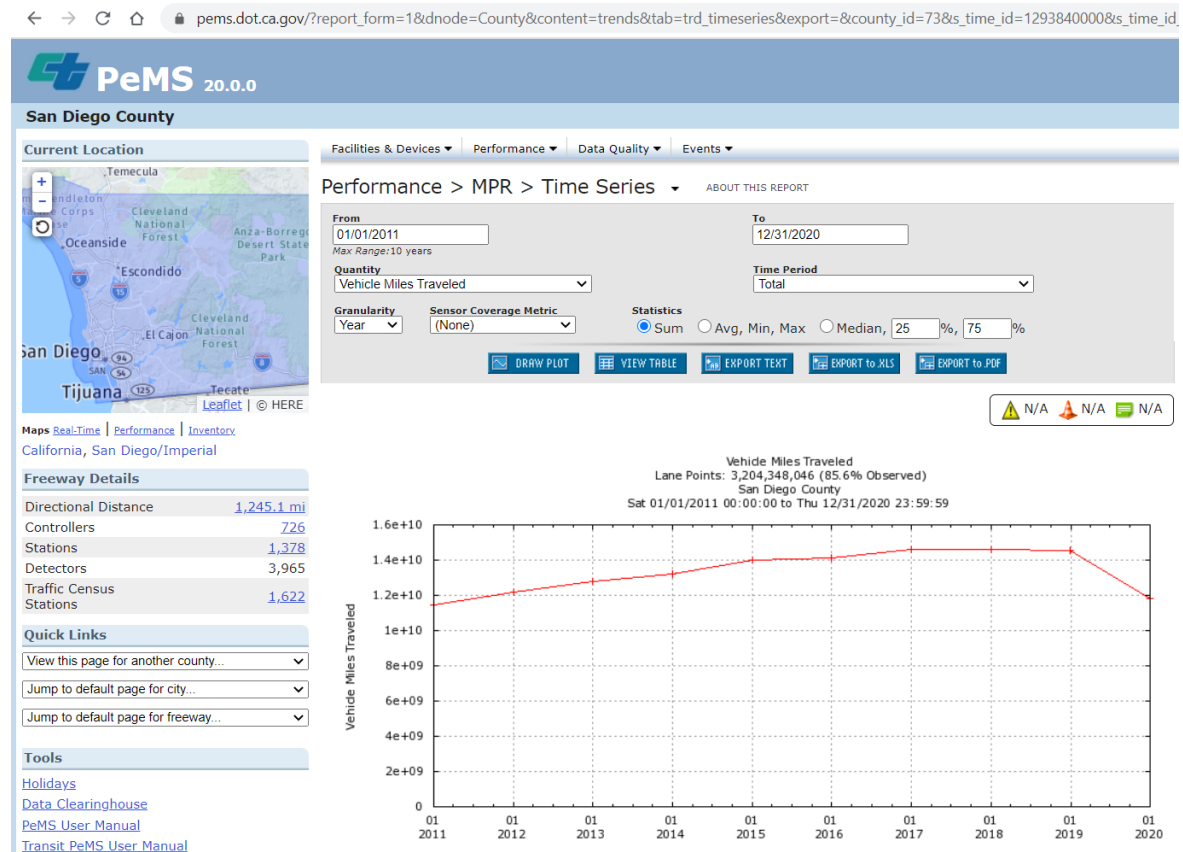 pems.dot.ca.gov/?report_form=1&dnode=County&content=trends&tab=trd_timeseries&export=&county_id=73&s_time_id=1293840000&s_time_id_
PeMS 20.0.0
San Diego County
Current Location
Temecula
+
-
Corps
Cleveland
National
Forest
Anza-Borrego
Desert State
Park
Oceanside
Escondido
5
15
Cleveland
National
Forest
El Cajon
San Diego
94
SAN
54
8
Tijuana
125
Tecate
Leaflet | © HERE
Maps Real-Time | Performance | Inventory
California, San Diego/Imperial
Freeway Details
Directional Distance 1,245.1 mi
Controllers 726
Stations 1,378
Detectors 3,965
Traffic Census
Stations 1,622
Quick Links
View this page for another county...
Jump to default page for city...
Jump to default page for freeway...
Tools
Holidays
Data Clearinghouse
PeMS User Manual
Transit PeMS User Manual
Facilities & Devices Performance Data Quality Events
Performance > MPR > Time Series ABOUT THIS REPORT
From To
01/01/2011 12/31/2020
Max Range:10 years
Quantity Time Period
Vehicle Miles Traveled Total
Granularity Sensor Coverage Metric Statistics
Year (None) Sum Avg, Min, Max Median, 25 %, 75 %
DRAW PLOT VIEW TABLE EXPORT TEXT EXPORT to .XLS EXPORT to .PDF
N/A N/A N/A
Vehicle Miles Traveled
Lane Points: 3,204,348,046 (85.6% Observed)
San Diego County
Sat 01/01/2011 00:00:00 to Thu 12/31/2020 23:59:59
Vehicle Miles Traveled
1.6e+10
1.4e+10
1.2e+10
1e+10
8e+09
6e+09
4e+09
2e+09
0
01 01 01 01 01 01 01 01 01 01
2011 2012 2013 2014 2015 2016 2017 2018 2019 2020